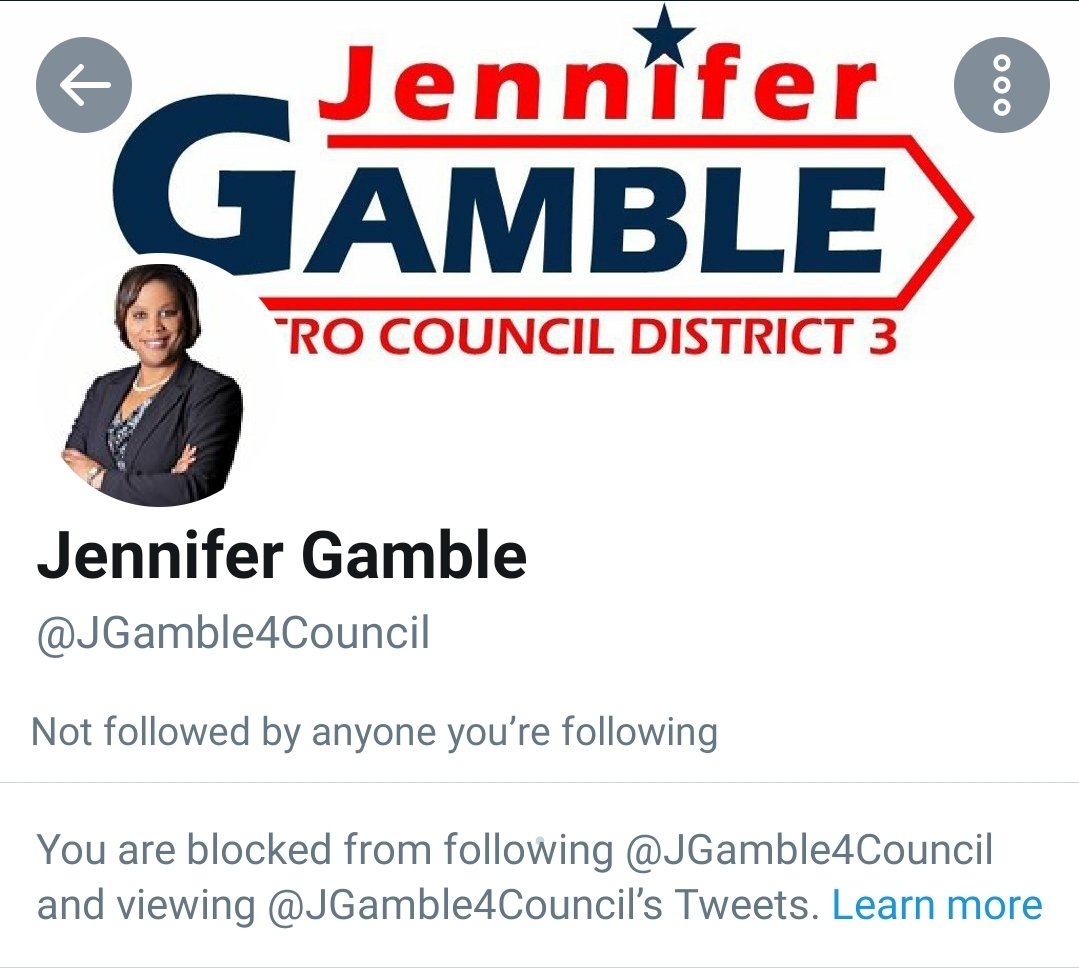 Jennifer
GAMBLE
TRO COUNCIL DISTRICT 3
Jennifer Gamble
@JGamble4Council
Not followed by anyone you’re following
You are blocked from following @JGamble4Council
and viewing @JGamble4Council’s Tweets. Learn more